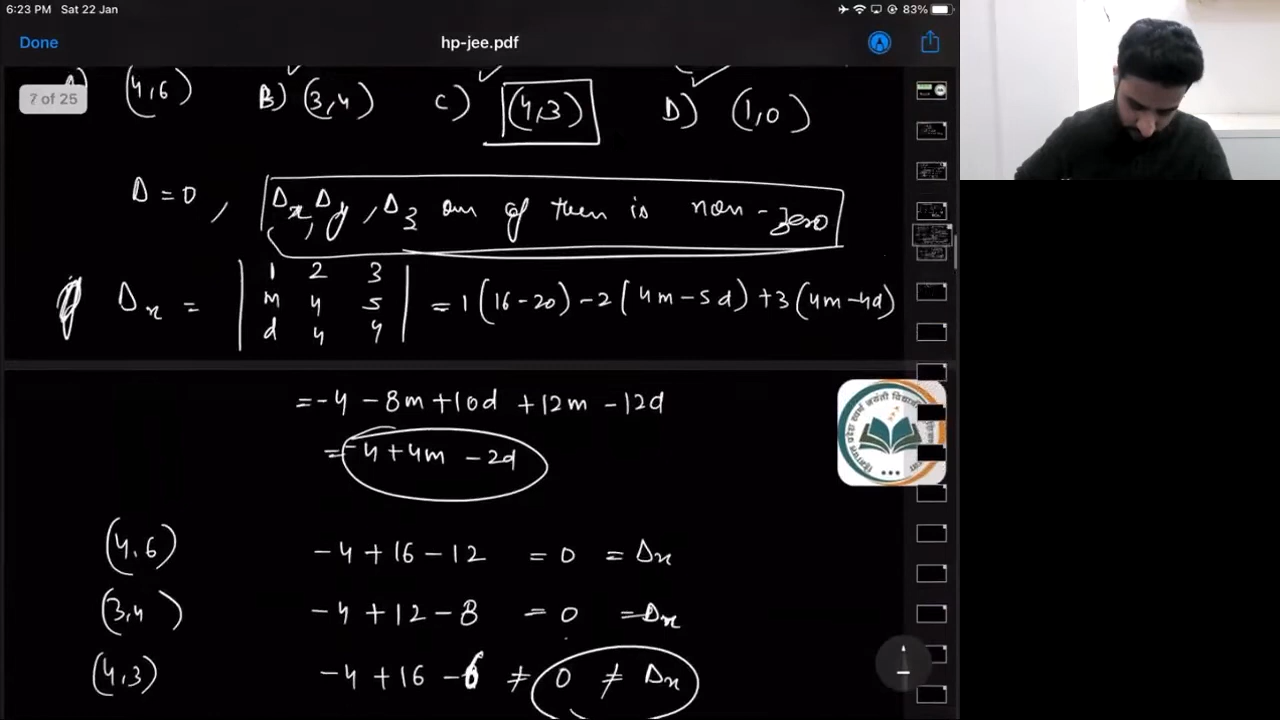 6:23 PM Sat 22 Jan 83%
Done hp-jee.pdf
7 of 25
(4,6) B) (3,4) C) (4,3) D) (1,0)
Δ = 0, Δx, Δy, Δz one of them is non-zero
Δx = | 1 2 3 | = 1(16-20) - 2(4m-5d) + 3(4m-4d)
m 4 5
d 4 4
= -4 - 8m + 10d + 12m - 12d
= -4 + 4m - 2d
(4,6) -4 + 16 - 12 = 0 = Δx
(3,4) -4 + 12 - 8 = 0 = Δx
(4,3) -4 + 16 - 6 ≠ 0 ≠ Δx